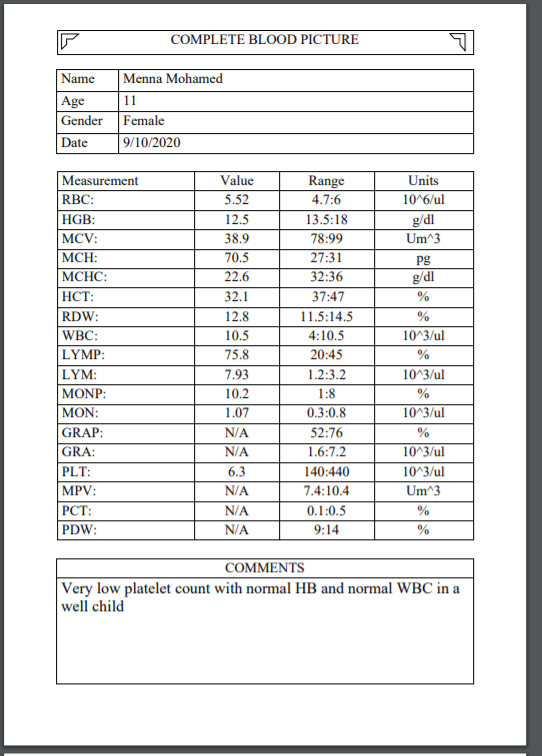 COMPLETE BLOOD PICTURE
Name Menna Mohamed
Age 11
Gender Female
Date 9/10/2020
Measurement Value Range Units
RBC: 5.52 4.7:6 10^6/ul
HGB: 12.5 13.5:18 g/dl
MCV: 38.9 78:99 Um^3
MCH: 70.5 27:31 pg
MCHC: 22.6 32:36 g/dl
HCT: 32.1 37:47 %
RDW: 12.8 11.5:14.5 %
WBC: 10.5 4:10.5 10^3/ul
LYMP: 75.8 20:45 %
LYM: 7.93 1.2:3.2 10^3/ul
MONP: 10.2 1:8 %
MON: 1.07 0.3:0.8 10^3/ul
GRAP: N/A 52:76 %
GRA: N/A 1.6:7.2 10^3/ul
PLT: 6.3 140:440 10^3/ul
MPV: N/A 7.4:10.4 Um^3
PCT: N/A 0.1:0.5 %
PDW: N/A 9:14 %
COMMENTS
Very low platelet count with normal HB and normal WBC in a
well child